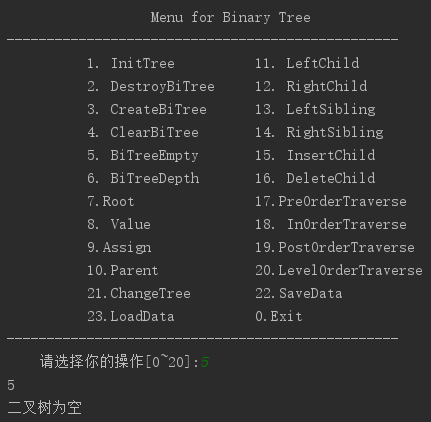 Menu for Binary Tree
-------------------------------------------------
1. InitTree 11. LeftChild
2. DestroyBiTree 12. RightChild
3. CreateBiTree 13. LeftSibling
4. ClearBiTree 14. RightSibling
5. BiTreeEmpty 15. InsertChild
6. BiTreeDepth 16. DeleteChild
7.Root 17.PreOrderTraverse
8. Value 18. InOrderTraverse
9.Assign 19.PostOrderTraverse
10.Parent 20.LevelOrderTraverse
21.ChangeTree 22.SaveData
23.LoadData 0.Exit
-------------------------------------------------
请选择你的操作[0~20]:5
5
二叉树为空